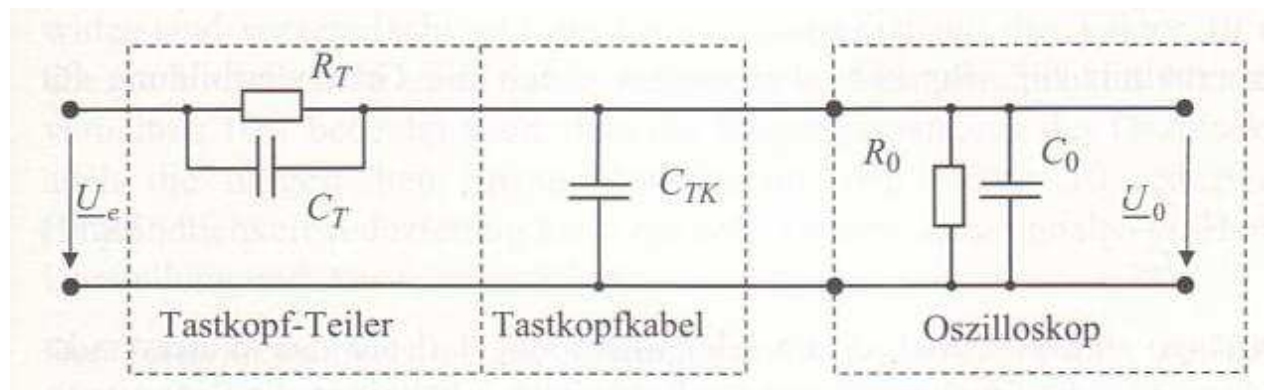 R_T
C_T
C_TK
R_0
C_0
U_e
U_0
Tastkopf-Teiler
Tastkopfkabel
Oszilloskop